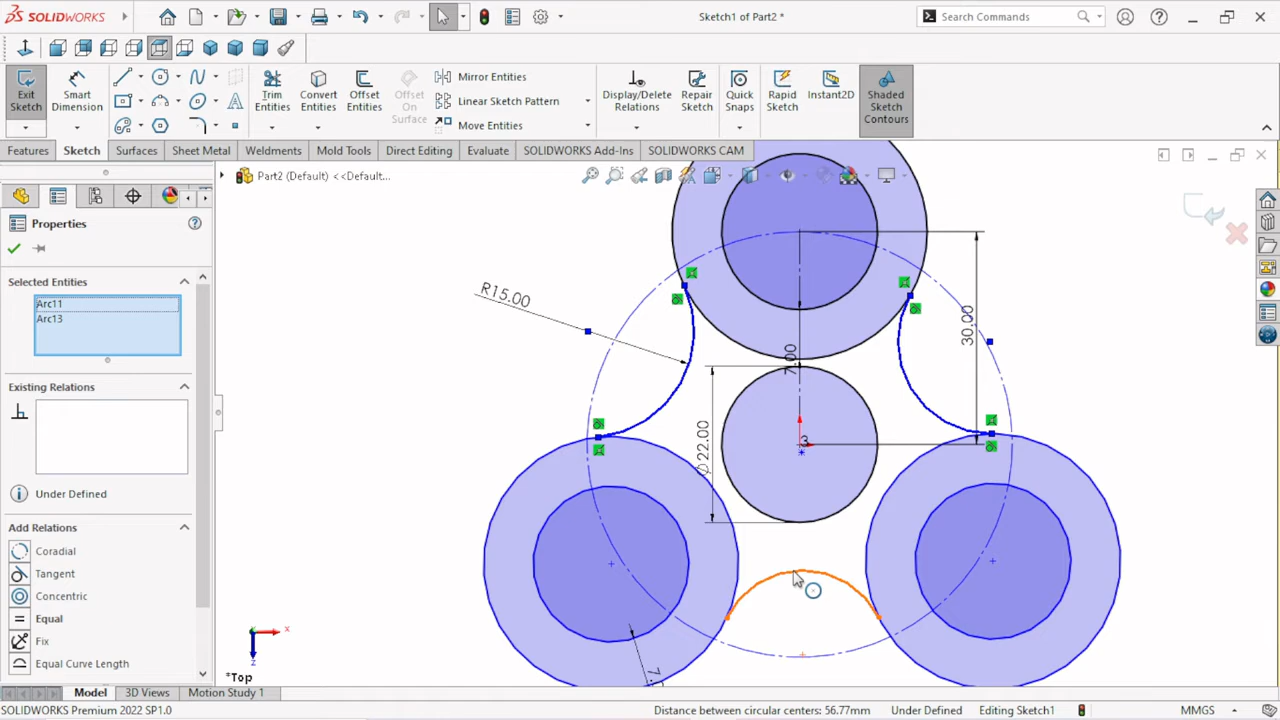 SOLIDWORKS
Sketch1 of Part2 *
Search Commands
Exit Sketch
Smart Dimension
Trim Entities
Convert Entities
Offset Entities
Offset On Surface
Mirror Entities
Linear Sketch Pattern
Move Entities
Display/Delete Relations
Repair Sketch
Quick Snaps
Rapid Sketch
Instant2D
Shaded Sketch Contours
Features
Sketch
Surfaces
Sheet Metal
Weldments
Mold Tools
Direct Editing
Evaluate
SOLIDWORKS Add-Ins
SOLIDWORKS CAM
Part2 (Default) <<Default...
Properties
Selected Entities
Arc11
Arc13
Existing Relations
Under Defined
Add Relations
Coradial
Tangent
Concentric
Equal
Fix
Equal Curve Length
R15.00
30.00
7.00
∅22.00
3
x
z
*Top
Model
3D Views
Motion Study 1
SOLIDWORKS Premium 2022 SP1.0
Distance between circular centers: 56.77mm
Under Defined
Editing Sketch1
MMGS